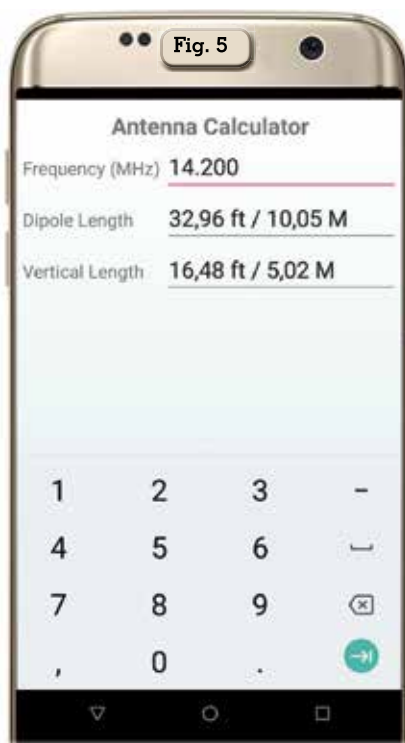 Fig. 5
Antenna Calculator
Frequency (MHz) 14.200
Dipole Length 32,96 ft / 10,05 M
Vertical Length 16,48 ft / 5,02 M
1 2 3 -
4 5 6
7 8 9
, 0 .